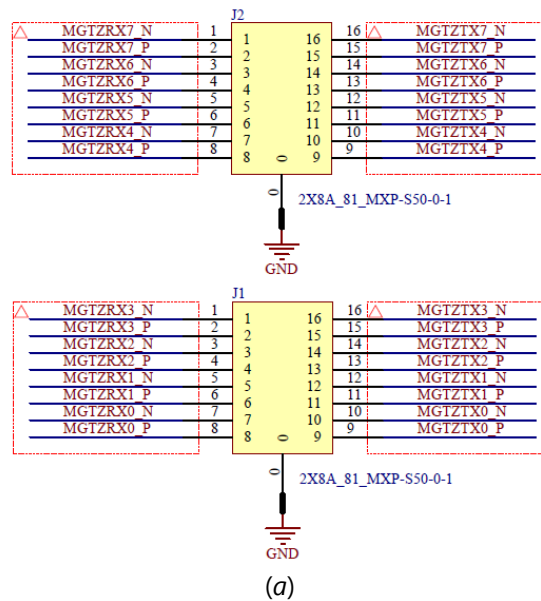 J2
MGTZRX7_N 1 1 16 16 MGTZTX7_N
MGTZRX7_P 2 2 15 15 MGTZTX7_P
MGTZRX6_N 3 3 14 14 MGTZTX6_N
MGTZRX6_P 4 4 13 13 MGTZTX6_P
MGTZRX5_N 5 5 12 12 MGTZTX5_N
MGTZRX5_P 6 6 11 11 MGTZTX5_P
MGTZRX4_N 7 7 10 10 MGTZTX4_N
MGTZRX4_P 8 8 0 9 9 MGTZTX4_P
0
2X8A_81_MXP-S50-0-1
GND
J1
MGTZRX3_N 1 1 16 16 MGTZTX3_N
MGTZRX3_P 2 2 15 15 MGTZTX3_P
MGTZRX2_N 3 3 14 14 MGTZTX2_N
MGTZRX2_P 4 4 13 13 MGTZTX2_P
MGTZRX1_N 5 5 12 12 MGTZTX1_N
MGTZRX1_P 6 6 11 11 MGTZTX1_P
MGTZRX0_N 7 7 10 10 MGTZTX0_N
MGTZRX0_P 8 8 0 9 9 MGTZTX0_P
0
2X8A_81_MXP-S50-0-1
GND
(a)